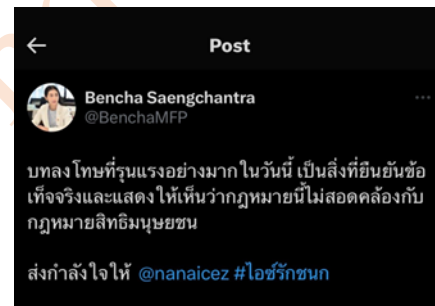 Post
Bencha Saengchantra
@BenchaMFP
บทลงโทษที่รุนแรงอย่างมากในวันนี้ เป็นสิ่งที่ยืนยันข้อ
เท็จจริงและแสดงให้เห็นว่ากฎหมายนี้ไม่สอดคล้องกับ
กฎหมายสิทธิมนุษยชน
ส่งกำลังใจให้ @nanaicez #ไอซ์รักชนก